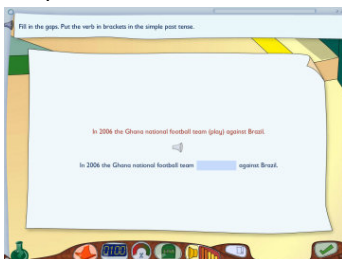 Fill in the gaps. Put the verb in brackets in the simple past tense.
In 2006 the Ghana national football team (play) against Brazil.
In 2006 the Ghana national football team against Brazil.